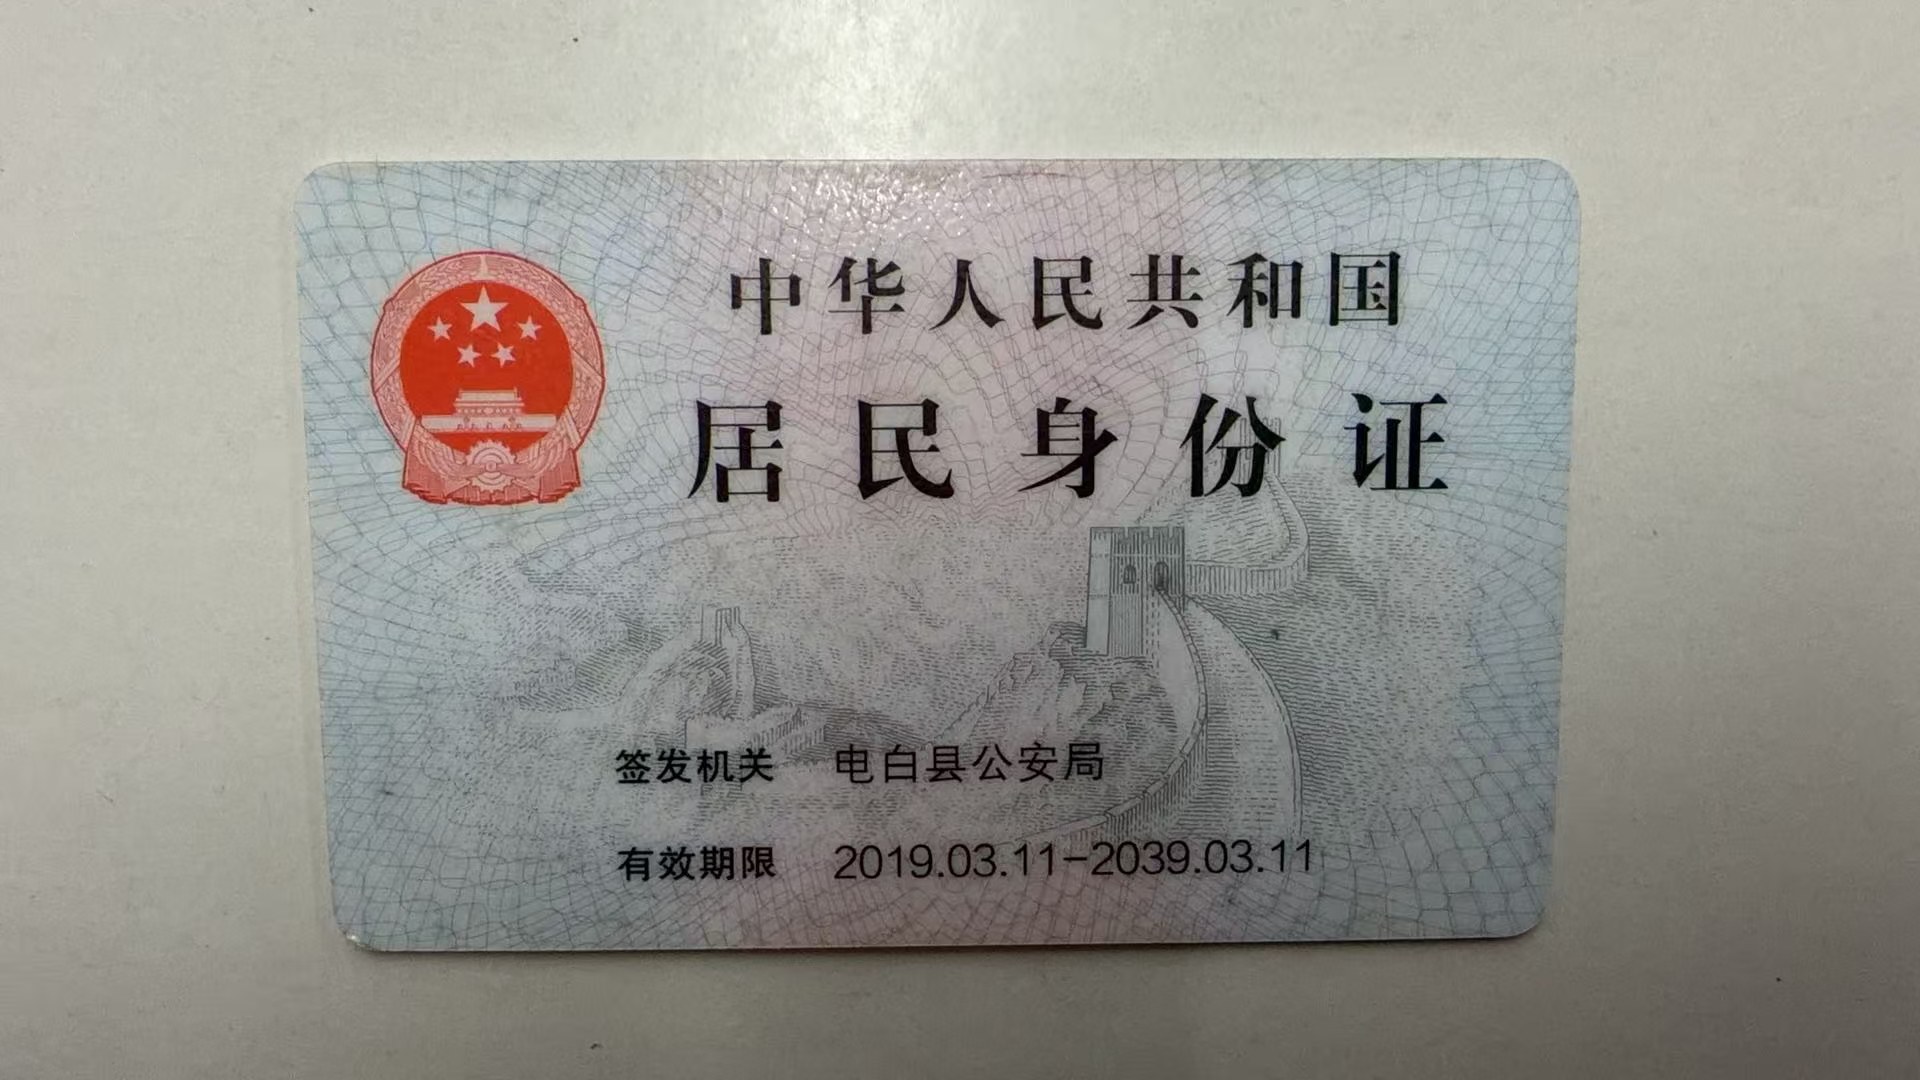 中华人民共和国
居民身份证
签发机关 电白县公安局
有效期限 2019.03.11-2039.03.11